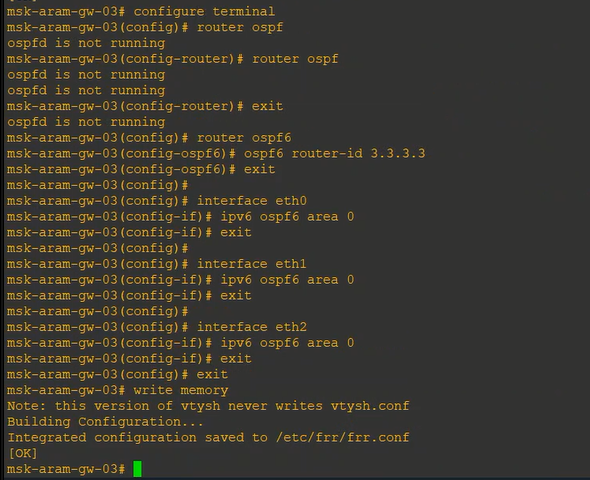 msk-aram-gw-03# configure terminal
msk-aram-gw-03(config)# router ospf
ospfd is not running
msk-aram-gw-03(config-router)# router ospf
ospfd is not running
ospfd is not running
msk-aram-gw-03(config-router)# exit
ospfd is not running
msk-aram-gw-03(config)# router ospf6
msk-aram-gw-03(config-ospf6)# ospf6 router-id 3.3.3.3
msk-aram-gw-03(config-ospf6)# exit
msk-aram-gw-03(config)#
msk-aram-gw-03(config)# interface eth0
msk-aram-gw-03(config-if)# ipv6 ospf6 area 0
msk-aram-gw-03(config-if)# exit
msk-aram-gw-03(config)#
msk-aram-gw-03(config)# interface eth1
msk-aram-gw-03(config-if)# ipv6 ospf6 area 0
msk-aram-gw-03(config-if)# exit
msk-aram-gw-03(config)#
msk-aram-gw-03(config)# interface eth2
msk-aram-gw-03(config-if)# ipv6 ospf6 area 0
msk-aram-gw-03(config-if)# exit
msk-aram-gw-03(config)# exit
msk-aram-gw-03# write memory
Note: this version of vtysh never writes vtysh.conf
Building Configuration...
Integrated configuration saved to /etc/frr/frr.conf
[OK]
msk-aram-gw-03#